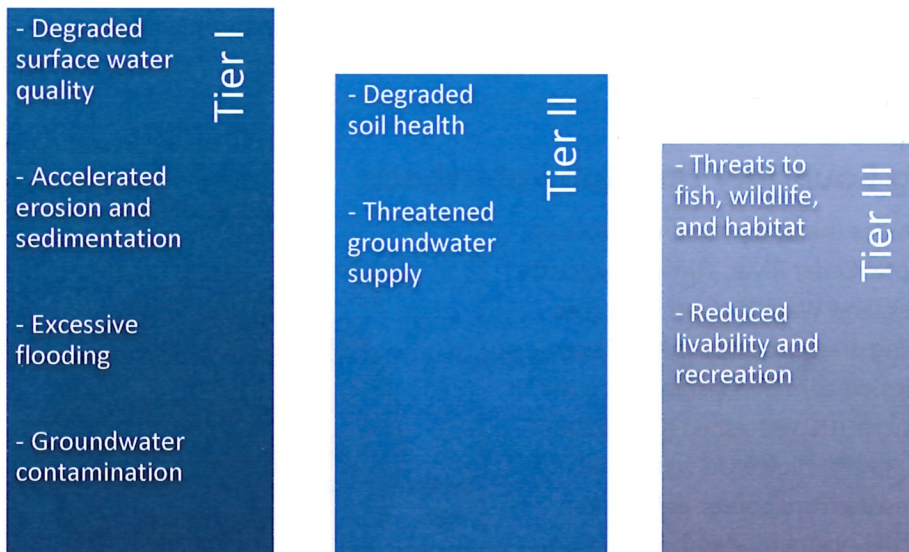 Tier I
- Degraded
surface water
quality
- Accelerated
erosion and
sedimentation
- Excessive
flooding
- Groundwater
contamination
Tier II
- Degraded
soil health
- Threatened
groundwater
supply
Tier III
- Threats to
fish, wildlife,
and habitat
- Reduced
livability and
recreation